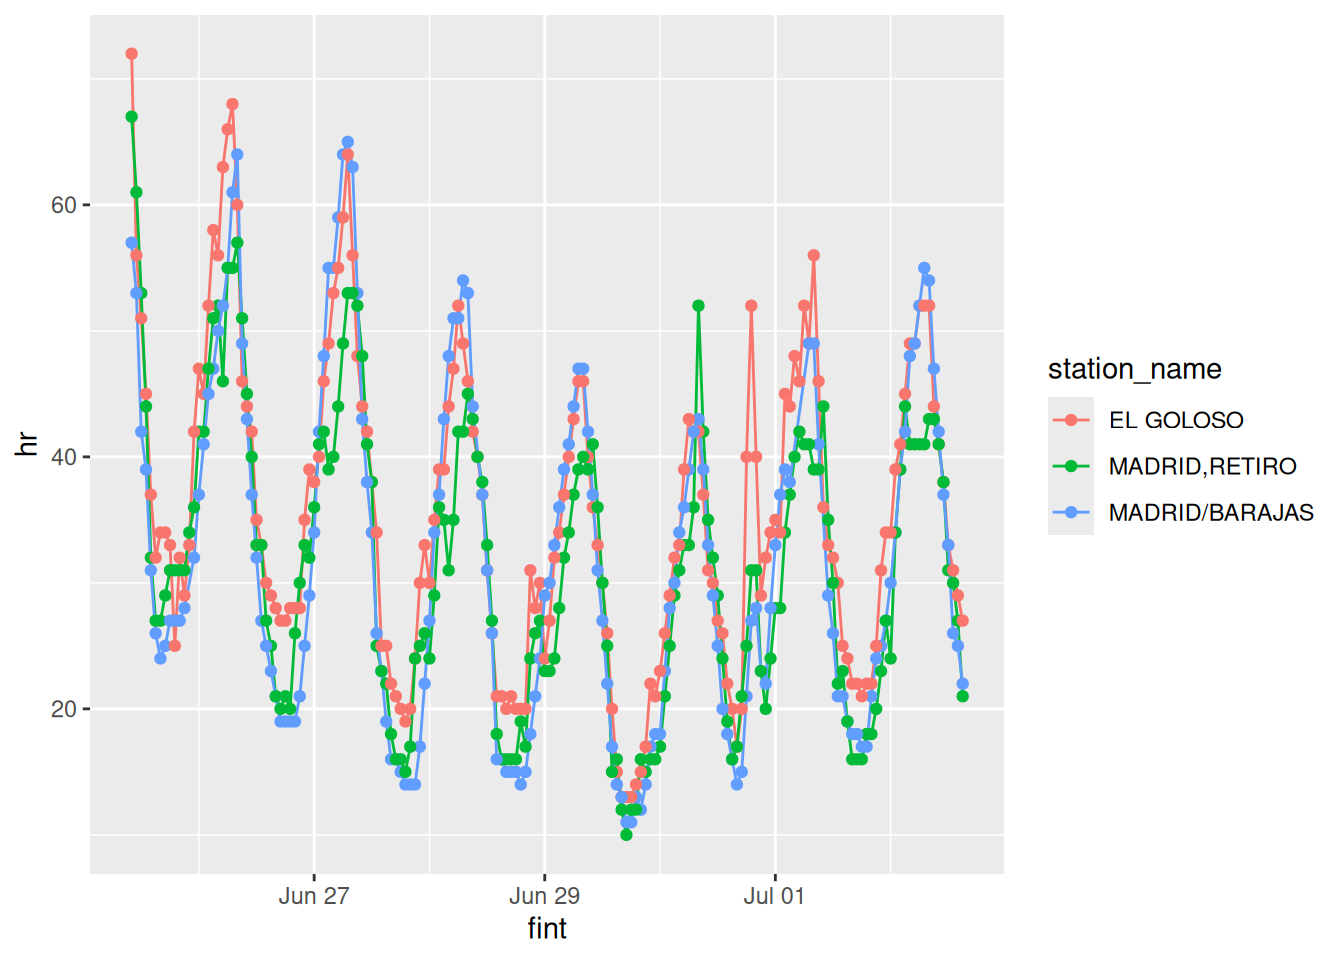 60
40
20
hr
Jun 27
Jun 29
Jul 01
fint
station_name
EL GOLOSO
MADRID,RETIRO
MADRID/BARAJAS